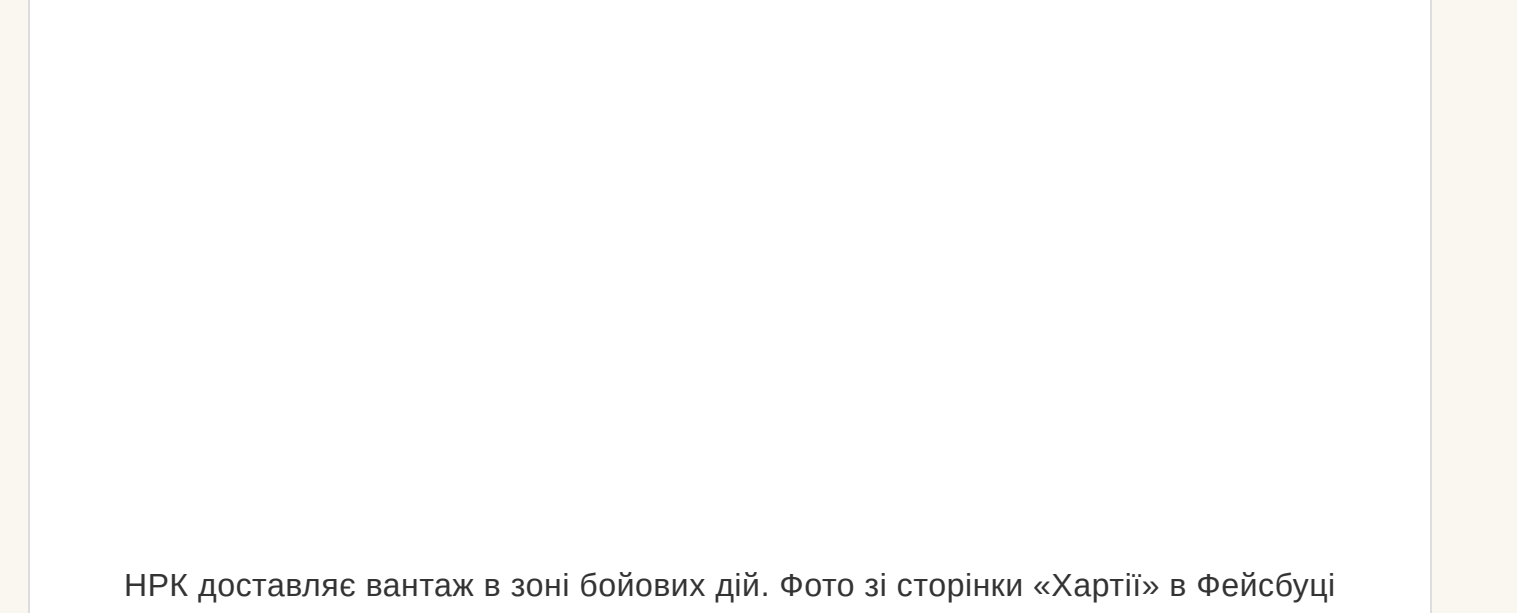 НРК доставляє вантаж в зоні бойових дій. Фото зі сторінки «Хартії» в Фейсбуці